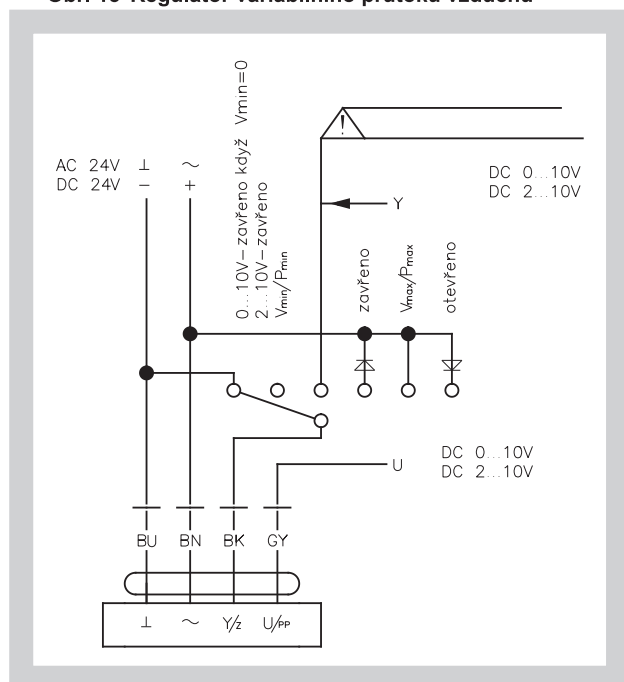 Regulátor variabilního průtoku vzduchu
AC 24V ⊥ ~
DC 24V − +
0...10V–zavřeno když Vmin=0
2...10V–zavřeno
Vmin/Pmin
!
DC 0...10V
DC 2...10V
Y
zavřeno
Vmax/Pmax
otevřeno
U
DC 0...10V
DC 2...10V
BU BN BK GY
⊥ ~ Y/Z U/PP